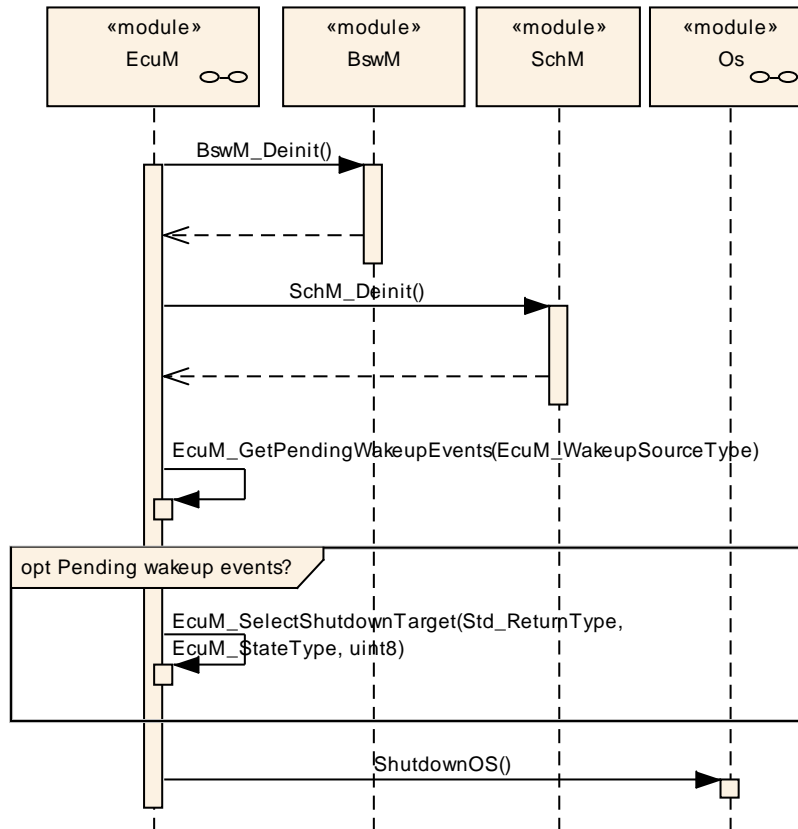 «module»
EcuM
«module»
BswM
«module»
SchM
«module»
Os
BswM_Deinit()
SchM_Deinit()
EcuM_GetPendingWakeupEvents(EcuM_WakeupSourceType)
opt Pending wakeup events?
EcuM_SelectShutdownTarget(Std_ReturnType,
EcuM_StateType, uint8)
ShutdownOS()